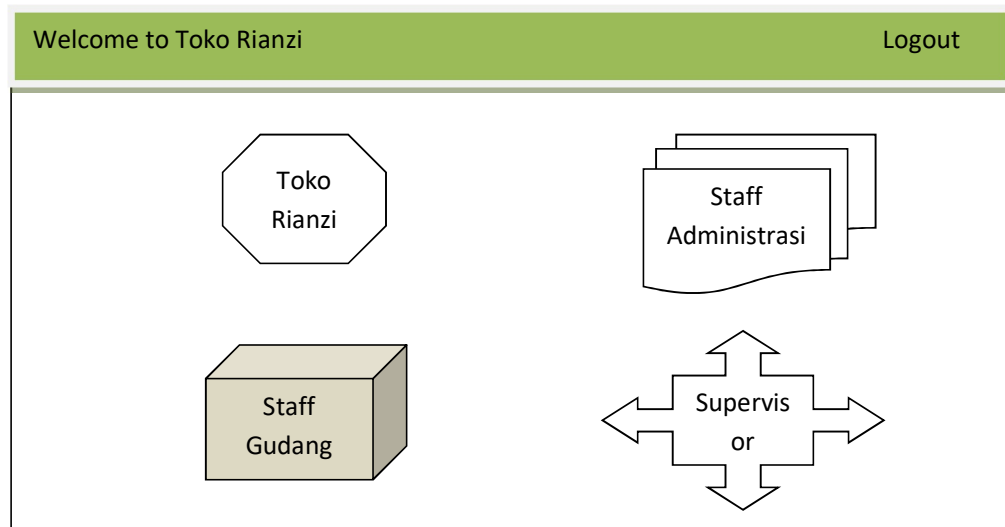 Welcome to Toko Rianzi
Logout
Toko
Rianzi
Staff
Administrasi
Staff
Gudang
Supervis
or